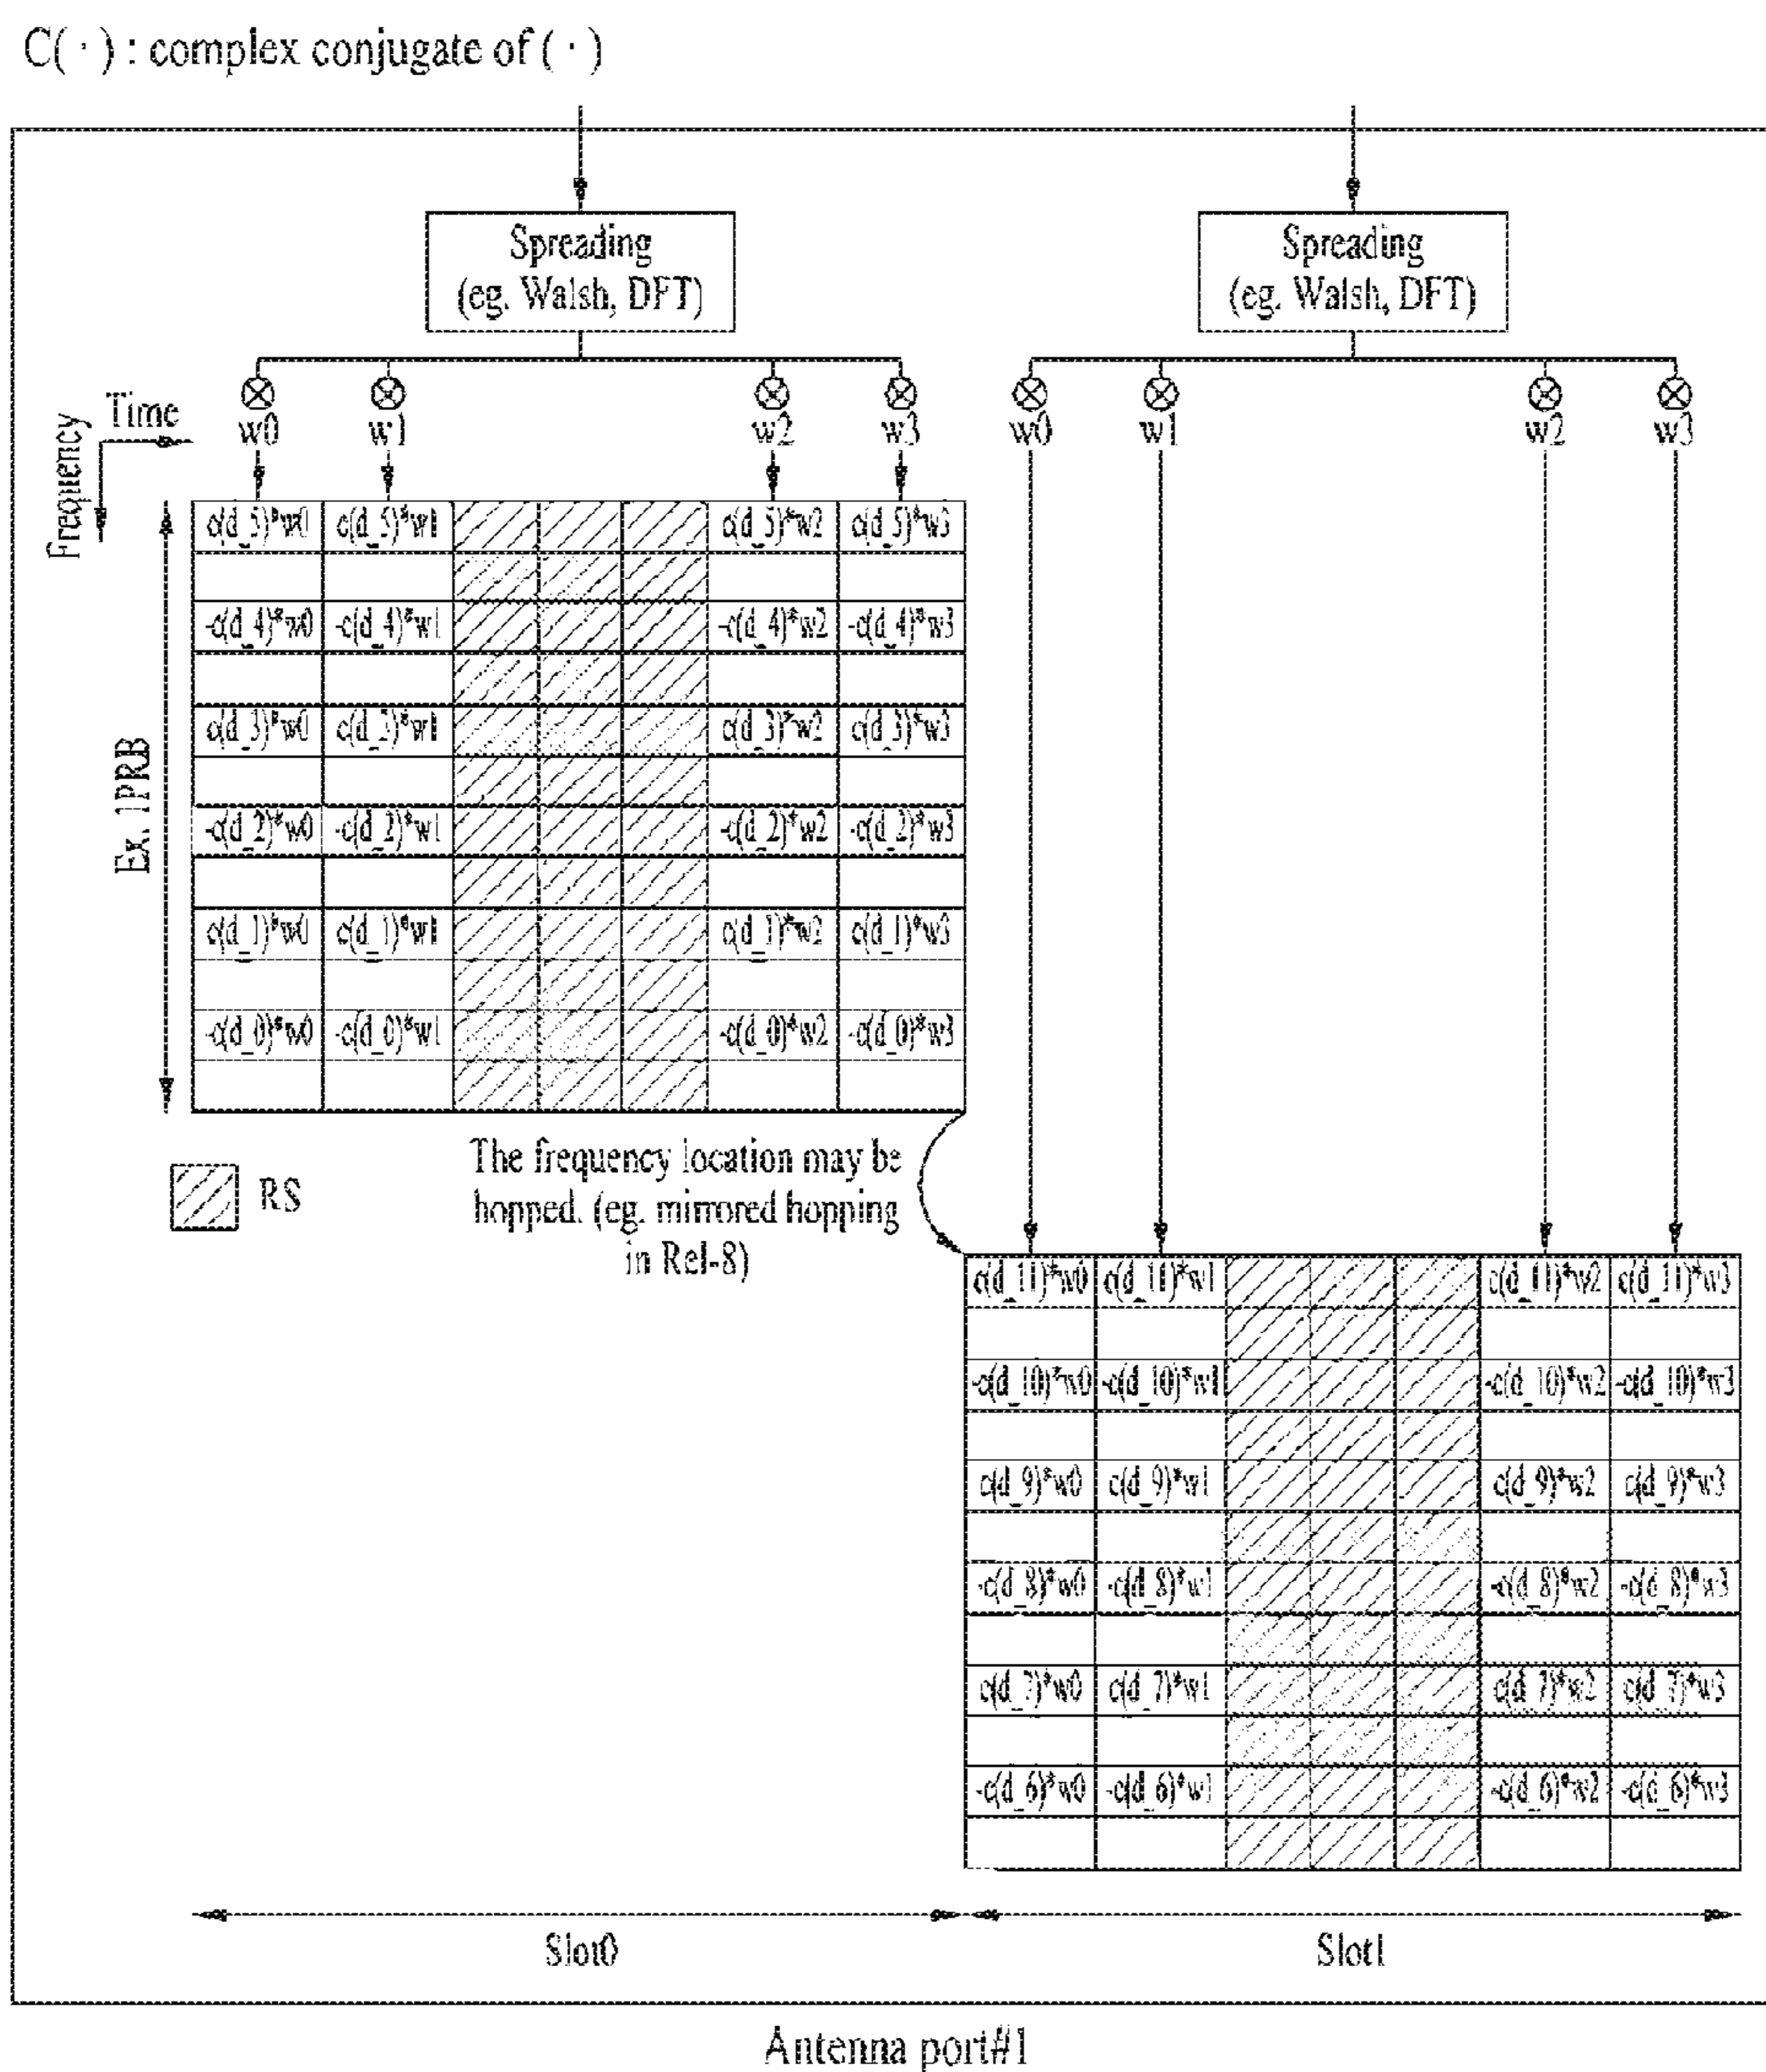 C( · ) : complex conjugate of ( · )
Spreading
(eg. Walsh, DFT)
Spreading
(eg. Walsh, DFT)
Time
Frequency
w0 w1 w2 w3 w0 w1 w2 w3
c(d_5)*w0 c(d_5)*w1 c(d_5)*w2 c(d_5)*w3
-c(d_4)*w0 -c(d_4)*w1 -c(d_4)*w2 -c(d_4)*w3
c(d_3)*w0 c(d_3)*w1 c(d_3)*w2 c(d_3)*w3
-c(d_2)*w0 -c(d_2)*w1 -c(d_2)*w2 -c(d_2)*w3
c(d_1)*w0 c(d_1)*w1 c(d_1)*w2 c(d_1)*w3
-c(d_0)*w0 -c(d_0)*w1 -c(d_0)*w2 -c(d_0)*w3
Ex. 1PRB
RS
The frequency location may be
hopped. (eg. mirrored hopping
in Rel-8)
c(d_11)*w0 c(d_11)*w1 c(d_11)*w2 c(d_11)*w3
-c(d_10)*w0 -c(d_10)*w1 -c(d_10)*w2 -c(d_10)*w3
c(d_9)*w0 c(d_9)*w1 c(d_9)*w2 c(d_9)*w3
-c(d_8)*w0 -c(d_8)*w1 -c(d_8)*w2 -c(d_8)*w3
c(d_7)*w0 c(d_7)*w1 c(d_7)*w2 c(d_7)*w3
-c(d_6)*w0 -c(d_6)*w1 -c(d_6)*w2 -c(d_6)*w3
Slot0 Slot1
Antenna port#1